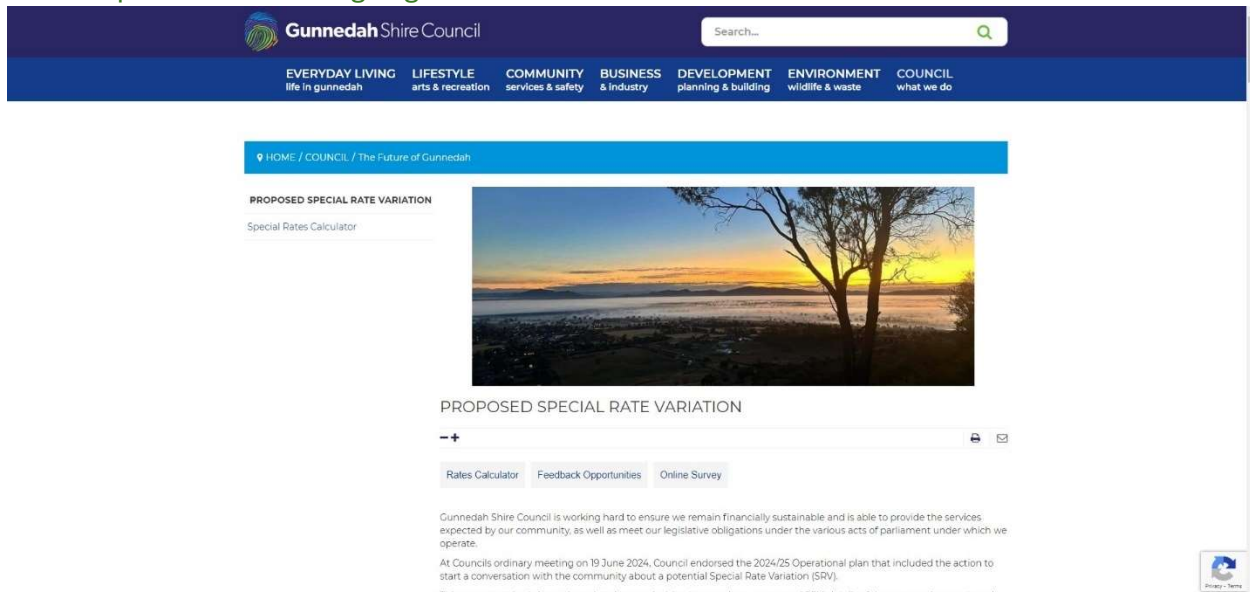 Gunnedah Shire Council
Search...
EVERYDAY LIVING
life in gunnedah
LIFESTYLE
arts & recreation
COMMUNITY
services & safety
BUSINESS
& industry
DEVELOPMENT
planning & building
ENVIRONMENT
wildlife & waste
COUNCIL
what we do
HOME / COUNCIL / The Future of Gunnedah
PROPOSED SPECIAL RATE VARIATION
Special Rates Calculator
PROPOSED SPECIAL RATE VARIATION
Rates Calculator
Feedback Opportunities
Online Survey
Gunnedah Shire Council is working hard to ensure we remain financially sustainable and is able to provide the services
expected by our community, as well as meet our legislative obligations under the various acts of parliament under which we
operate.
At Councils ordinary meeting on 19 June 2024, Council endorsed the 2024/25 Operational plan that included the action to
start a conversation with the community about a potential Special Rate Variation (SRV).
Privacy - Terms